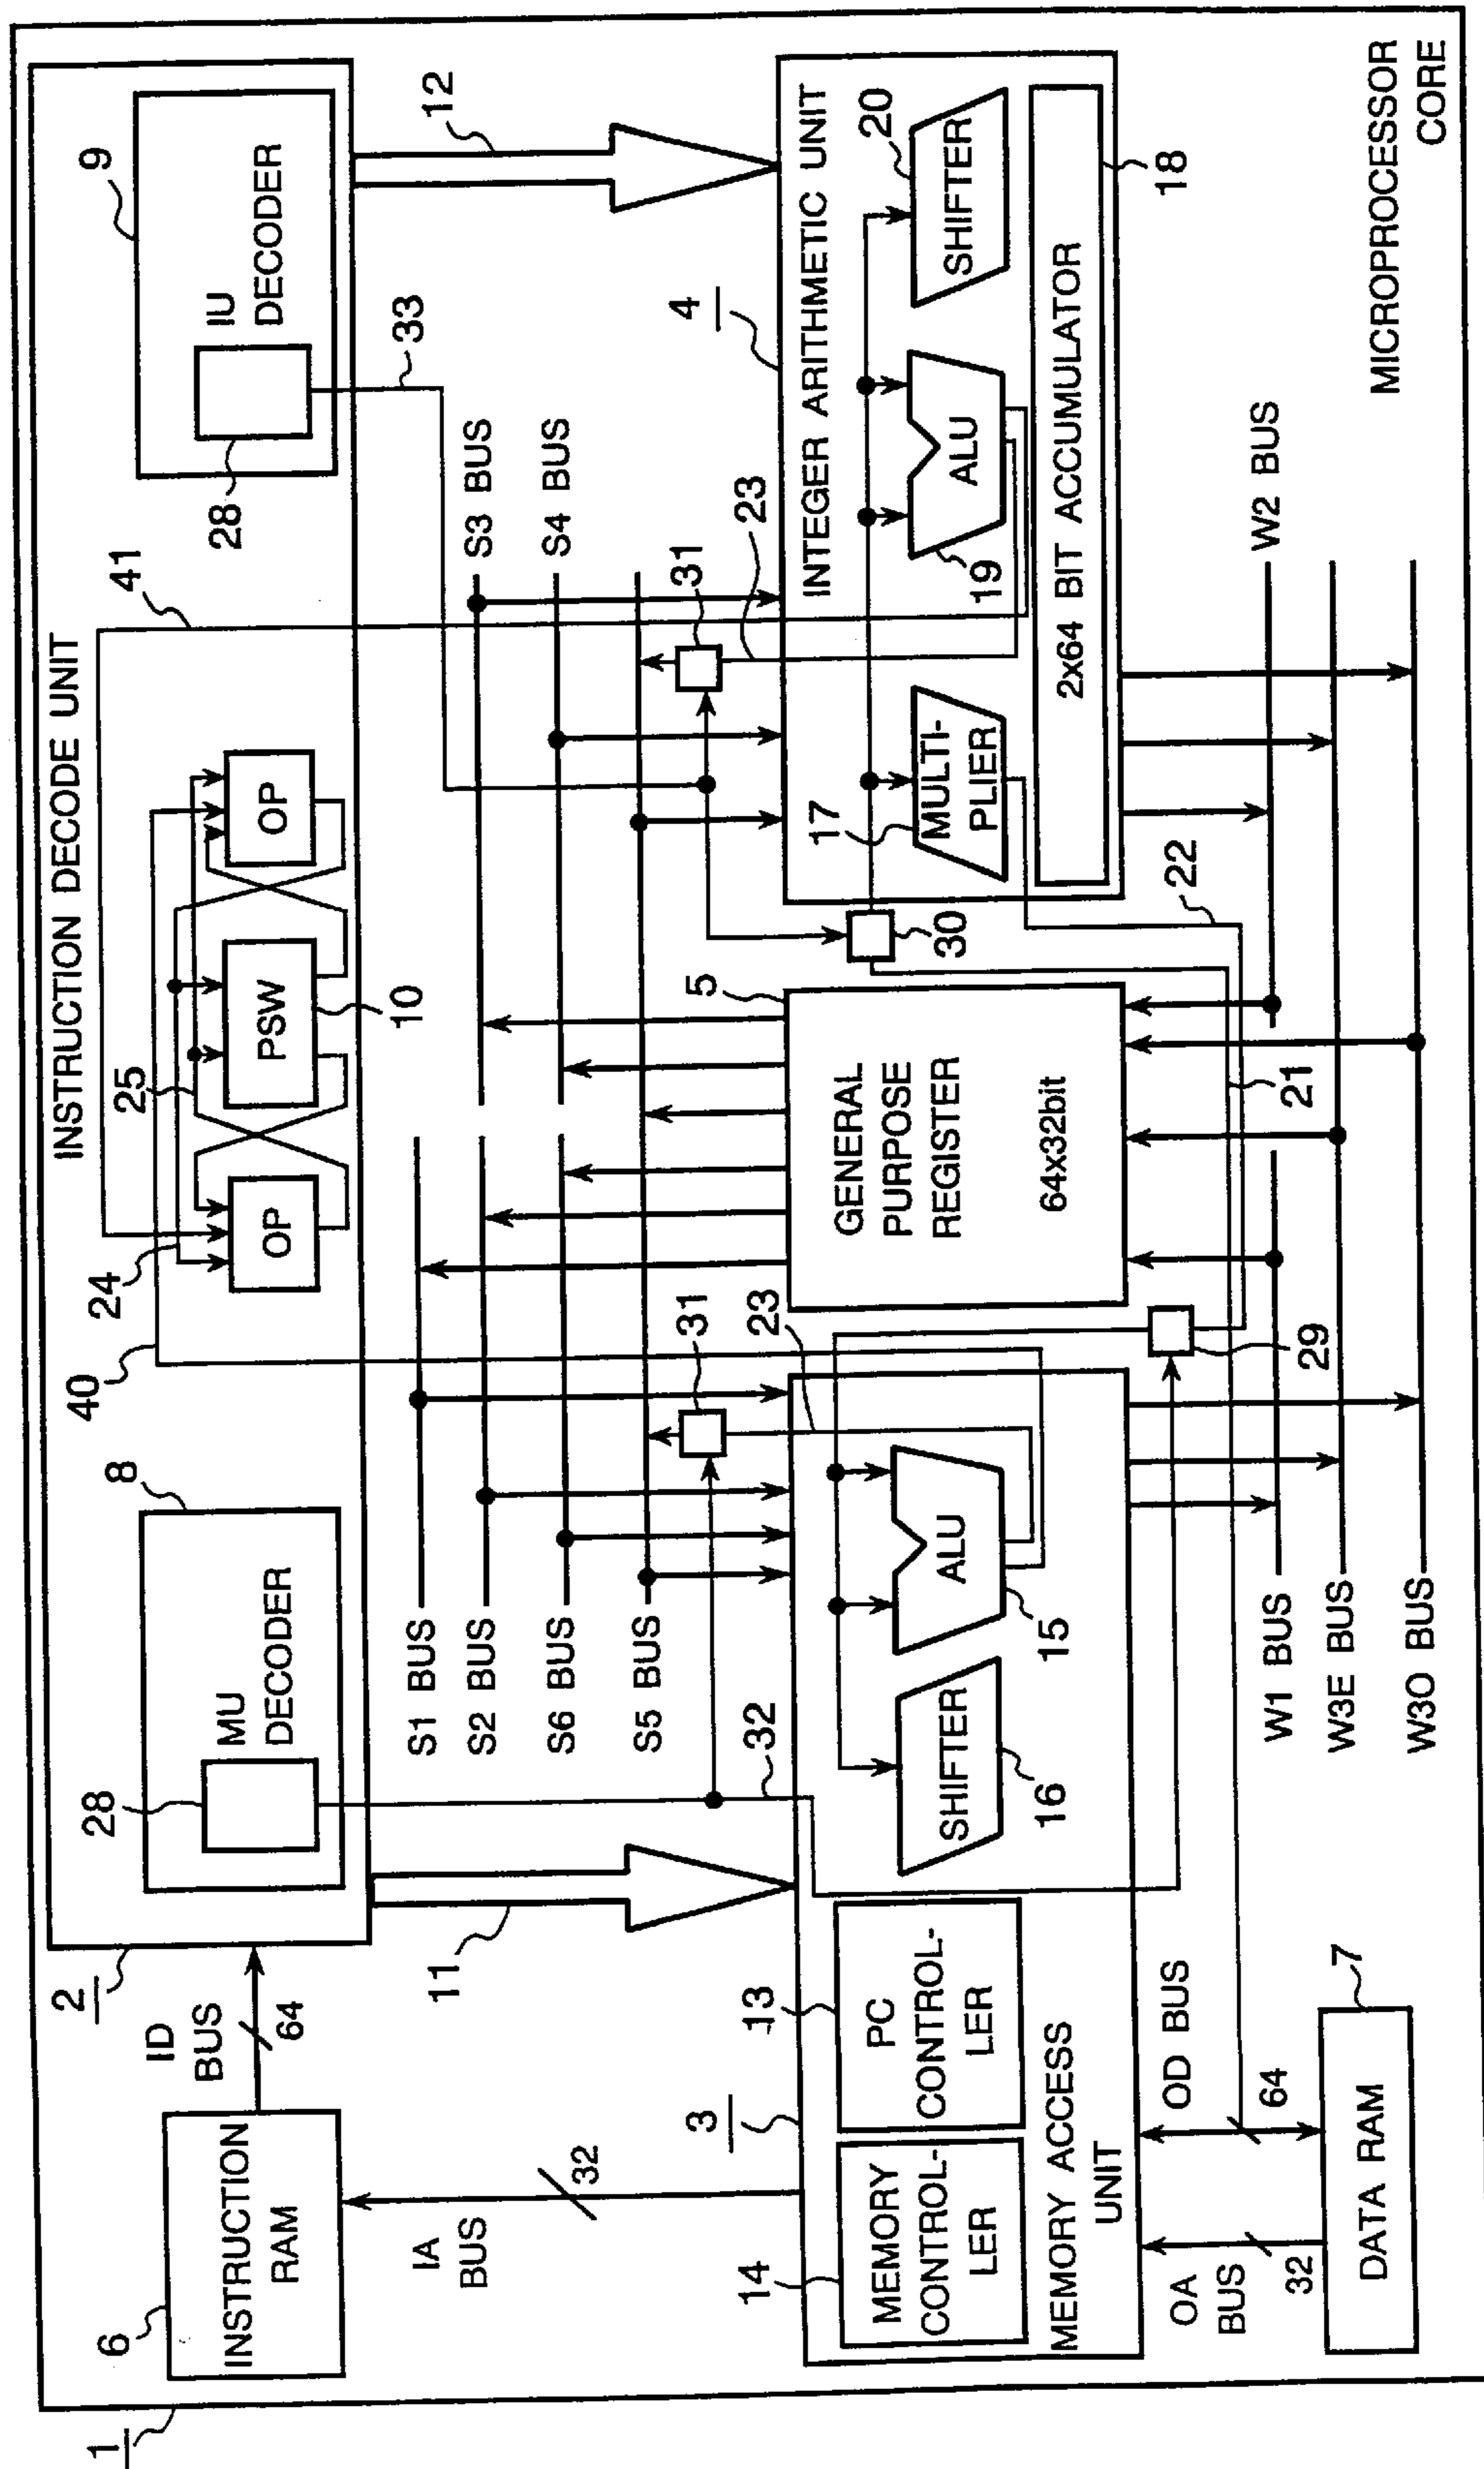 1
6
INSTRUCTION
RAM
ID
BUS
64
IA
BUS
32
2
INSTRUCTION DECODE UNIT
8
MU
DECODER
28
40
24
25
OP
PSW
10
OP
41
9
IU
DECODER
28
33
11
12
S1 BUS
S2 BUS
S6 BUS
S5 BUS
S3 BUS
S4 BUS
32
31
23
31
23
3
14
MEMORY
CONTROL-
LER
13
PC
CONTROL-
LER
MEMORY ACCESS
UNIT
SHIFTER
16
ALU
15
5
GENERAL
PURPOSE
REGISTER
64x32bit
30
4
INTEGER ARITHMETIC UNIT
17
MULTI-
PLIER
ALU
19
20
SHIFTER
2x64 BIT ACCUMULATOR
18
29
21
22
OA
BUS
32
OD BUS
64
7
DATA RAM
W1 BUS
W3E BUS
W3O BUS
W2 BUS
MICROPROCESSOR
CORE